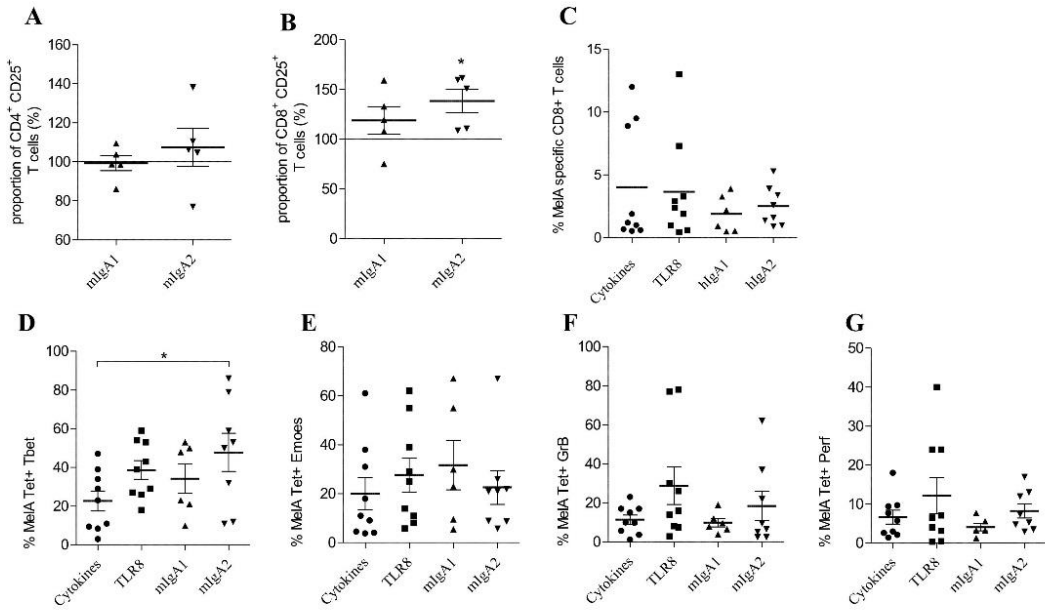 A
proportion of CD4+ CD25+
T cells (%)
160
140
120
100
80
60
mIgA1
mIgA2
B
proportion of CD8+ CD25+
T cells (%)
200
150
100
50
0
*
mIgA1
mIgA2
C
% MelA specific CD8+ T cells
15
10
5
0
Cytokines
TLR8
hIgA1
hIgA2
D
% MelA Tet+ Tbet
100
80
60
40
20
0
*
Cytokines
TLR8
mIgA1
mIgA2
E
% MelA Tet+ Emoes
80
60
40
20
0
Cytokines
TLR8
mIgA1
mIgA2
F
% MelA Tet+ GrB
100
80
60
40
20
0
Cytokines
TLR8
mIgA1
mIgA2
G
% MelA Tet+ Perf
50
40
30
20
10
0
Cytokines
TLR8
mIgA1
mIgA2